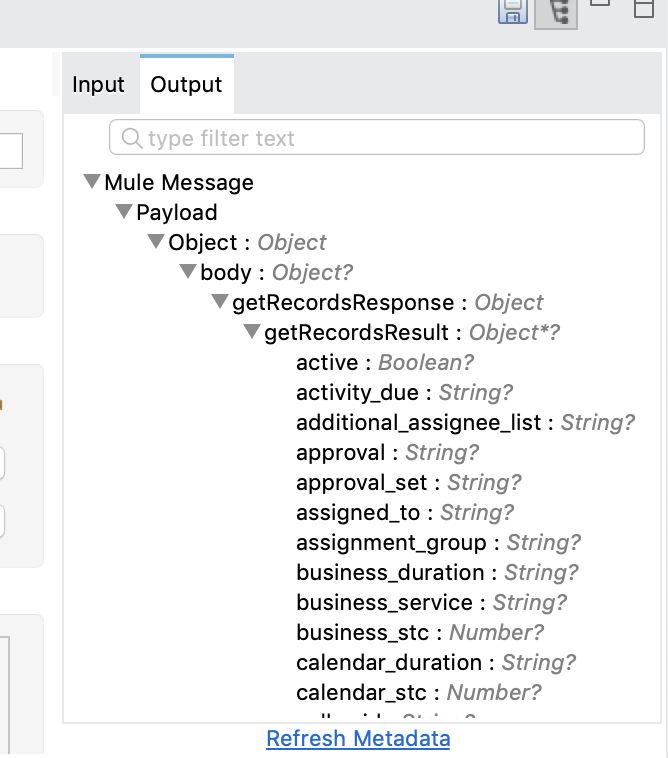 Input Output
type filter text
Mule Message
Payload
Object : Object
body : Object?
getRecordsResponse : Object
getRecordsResult : Object*?
active : Boolean?
activity_due : String?
additional_assignee_list : String?
approval : String?
approval_set : String?
assigned_to : String?
assignment_group : String?
business_duration : String?
business_service : String?
business_stc : Number?
calendar_duration : String?
calendar_stc : Number?
Refresh Metadata